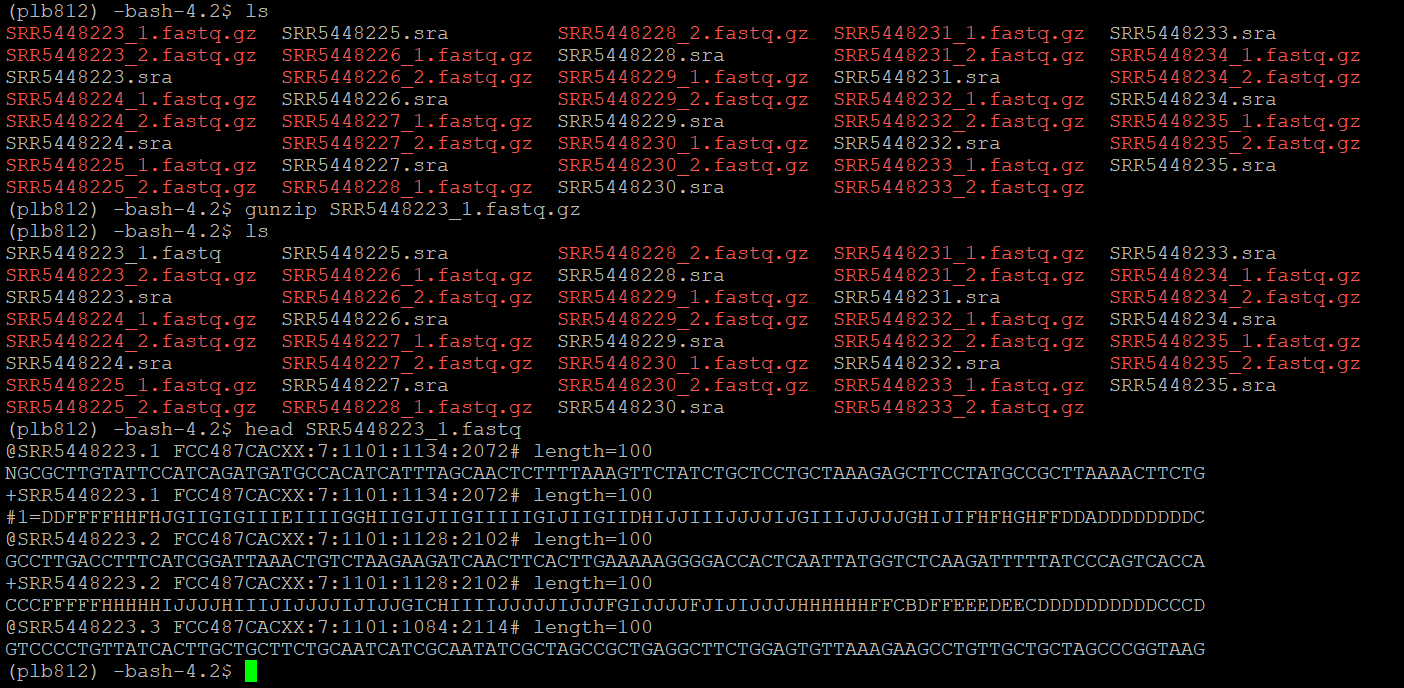 (plb812) -bash-4.2$ ls
SRR5448223_1.fastq.gz  SRR5448225.sra         SRR5448228_2.fastq.gz  SRR5448231_1.fastq.gz  SRR5448233.sra
SRR5448223_2.fastq.gz  SRR5448226_1.fastq.gz  SRR5448228.sra         SRR5448231_2.fastq.gz  SRR5448234_1.fastq.gz
SRR5448223.sra         SRR5448226_2.fastq.gz  SRR5448229_1.fastq.gz  SRR5448231.sra         SRR5448234_2.fastq.gz
SRR5448224_1.fastq.gz  SRR5448226.sra         SRR5448229_2.fastq.gz  SRR5448232_1.fastq.gz  SRR5448234.sra
SRR5448224_2.fastq.gz  SRR5448227_1.fastq.gz  SRR5448229.sra         SRR5448232_2.fastq.gz  SRR5448235_1.fastq.gz
SRR5448224.sra         SRR5448227_2.fastq.gz  SRR5448230_1.fastq.gz  SRR5448232.sra         SRR5448235_2.fastq.gz
SRR5448225_1.fastq.gz  SRR5448227.sra         SRR5448230_2.fastq.gz  SRR5448233_1.fastq.gz  SRR5448235.sra
SRR5448225_2.fastq.gz  SRR5448228_1.fastq.gz  SRR5448230.sra         SRR5448233_2.fastq.gz
(plb812) -bash-4.2$ gunzip SRR5448223_1.fastq.gz
(plb812) -bash-4.2$ ls
SRR5448223_1.fastq     SRR5448225.sra         SRR5448228_2.fastq.gz  SRR5448231_1.fastq.gz  SRR5448233.sra
SRR5448223_2.fastq.gz  SRR5448226_1.fastq.gz  SRR5448228.sra         SRR5448231_2.fastq.gz  SRR5448234_1.fastq.gz
SRR5448223.sra         SRR5448226_2.fastq.gz  SRR5448229_1.fastq.gz  SRR5448231.sra         SRR5448234_2.fastq.gz
SRR5448224_1.fastq.gz  SRR5448226.sra         SRR5448229_2.fastq.gz  SRR5448232_1.fastq.gz  SRR5448234.sra
SRR5448224_2.fastq.gz  SRR5448227_1.fastq.gz  SRR5448229.sra         SRR5448232_2.fastq.gz  SRR5448235_1.fastq.gz
SRR5448224.sra         SRR5448227_2.fastq.gz  SRR5448230_1.fastq.gz  SRR5448232.sra         SRR5448235_2.fastq.gz
SRR5448225_1.fastq.gz  SRR5448227.sra         SRR5448230_2.fastq.gz  SRR5448233_1.fastq.gz  SRR5448235.sra
SRR5448225_2.fastq.gz  SRR5448228_1.fastq.gz  SRR5448230.sra         SRR5448233_2.fastq.gz
(plb812) -bash-4.2$ head SRR5448223_1.fastq
@SRR5448223.1 FCC487CACXX:7:1101:1134:2072# length=100
NGCGCTTGTATTCCATCAGATGATGCCACATCATTTAGCAACTCTTTTAAAGTTCTATCTGCTCCTGCTAAAGAGCTTCCTATGCCGCTTAAAACTTCTG
+SRR5448223.1 FCC487CACXX:7:1101:1134:2072# length=100
#1=DDFFFFHHFHJGIIGIGIIIEIIIIGGHIIGIJIIGIIIIIGIJIIGIIDHIJJIIIJJJJIJGIIIJJJJJGHIJIFHFHGHFFDDADDDDDDDDC
@SRR5448223.2 FCC487CACXX:7:1101:1128:2102# length=100
GCCTTGACCTTTCATCGGATTAAACTGTCTAAGAAGATCAACTTCACTTGAAAAAGGGGACCACTCAATTATGGTCTCAAGATTTTTATCCCAGTCACCA
+SRR5448223.2 FCC487CACXX:7:1101:1128:2102# length=100
CCCFFFFFHHHHHIJJJJHIIIJIJJJJIJIJJGICHIIIIJJJJJIJJJFGIJJJJFJIJIJJJJHHHHHHFFCBDFFEEEDEECDDDDDDDDDDCCCD
@SRR5448223.3 FCC487CACXX:7:1101:1084:2114# length=100
GTCCCCTGTTATCACTTGCTGCTTCTGCAATCATCGCAATATCGCTAGCCGCTGAGGCTTCTGGAGTGTTAAAGAAGCCTGTTGCTGCTAGCCCGGTAAG
(plb812) -bash-4.2$